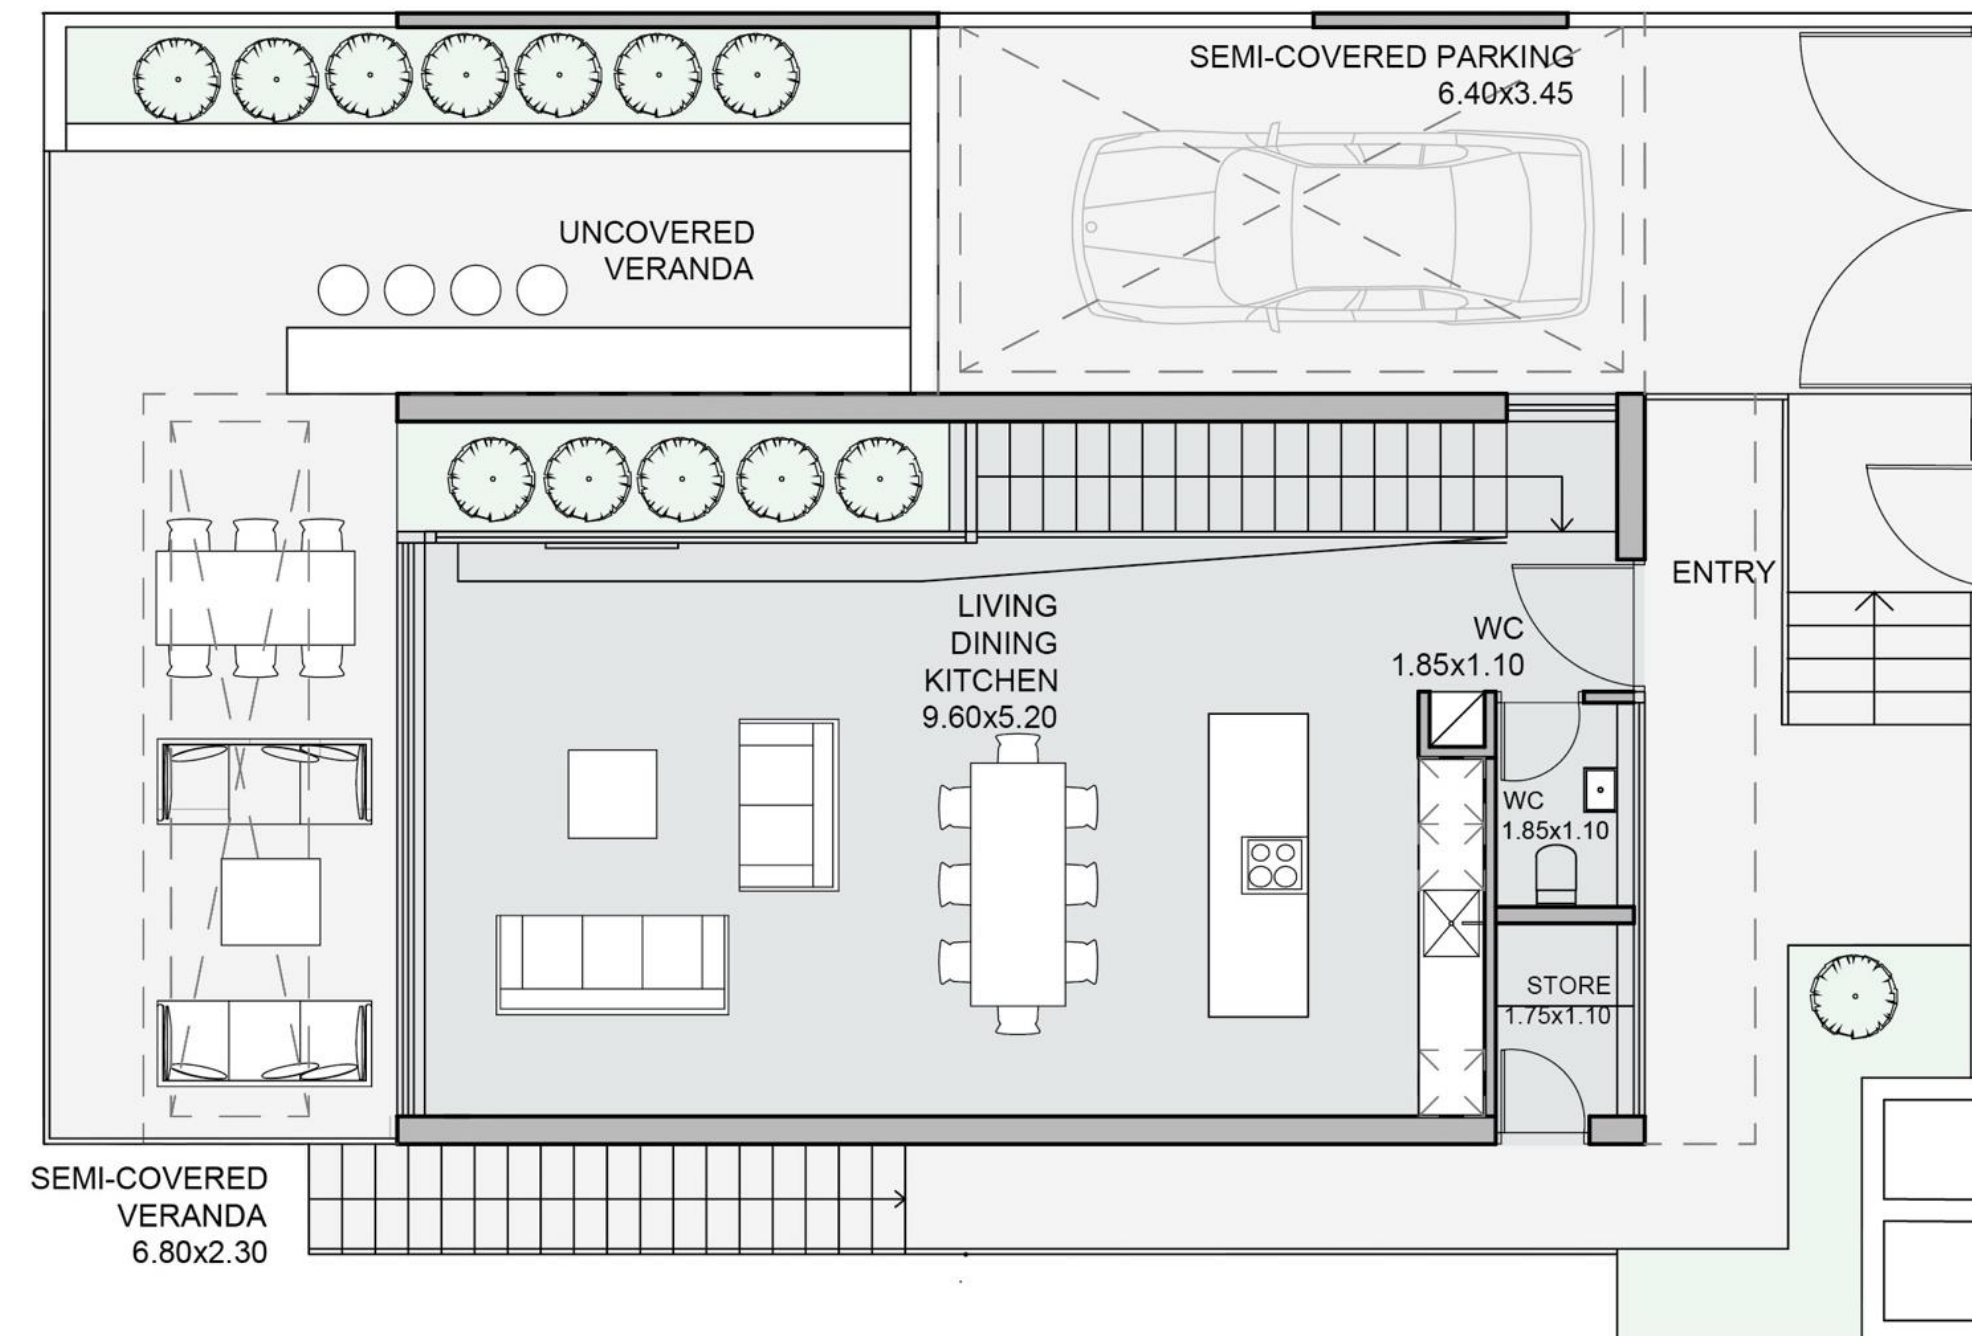 SEMI-COVERED PARKING
6.40x3.45
UNCOVERED
VERANDA
ENTRY
LIVING
DINING
KITCHEN
9.60x5.20
WC
1.85x1.10
WC
1.85x1.10
STORE
1.75x1.10
SEMI-COVERED
VERANDA
6.80x2.30